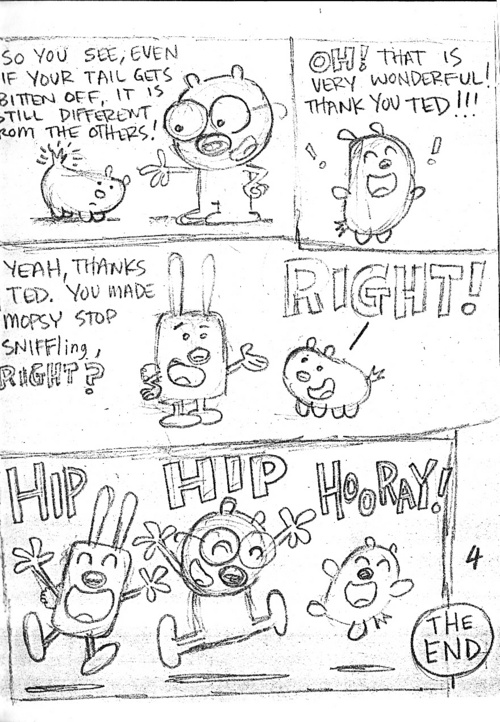 SO YOU SEE, EVEN
IF YOUR TAIL GETS
BITTEN OFF, IT IS
STILL DIFFERENT
FROM THE OTHERS!
OH! THAT IS
VERY WONDERFUL!
THANK YOU TED!!!
! !
YEAH, THANKS
TED. YOU MADE
MOPSY STOP
SNIFFling,
RIGHT?
RIGHT!
HIP HIP HOORAY!
4
THE
END